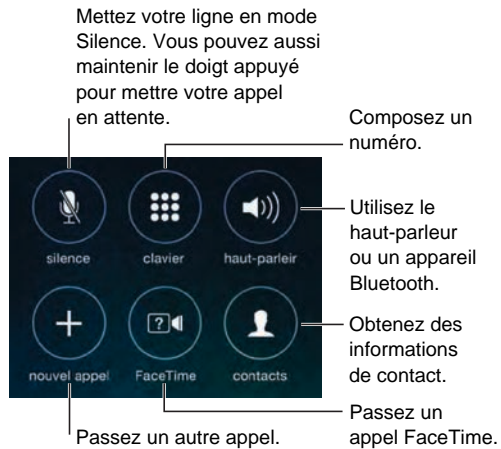 Mettez votre ligne en mode
Silence. Vous pouvez aussi
maintenir le doigt appuyé
pour mettre votre appel
en attente.
Composez un
numéro.
silence
clavier
haut-parleir
Utilisez le
haut-parleur
ou un appareil
Bluetooth.
nouvel appel
FaceTime
contacts
Obtenez des
informations
de contact.
Passez un autre appel.
Passez un
appel FaceTime.